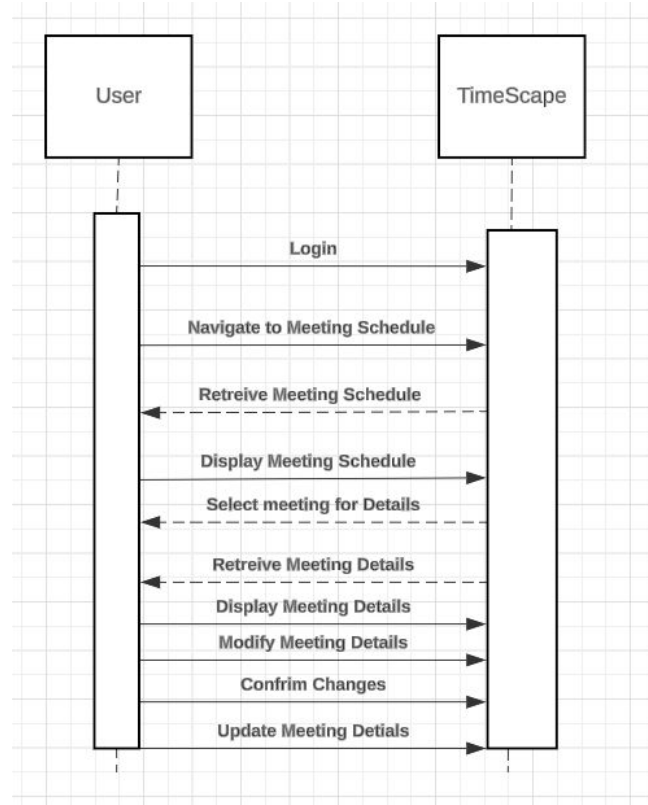 User
TimeScape
Login
Navigate to Meeting Schedule
Retreive Meeting Schedule
Display Meeting Schedule
Select meeting for Details
Retreive Meeting Details
Display Meeting Details
Modify Meeting Details
Confrim Changes
Update Meeting Detials